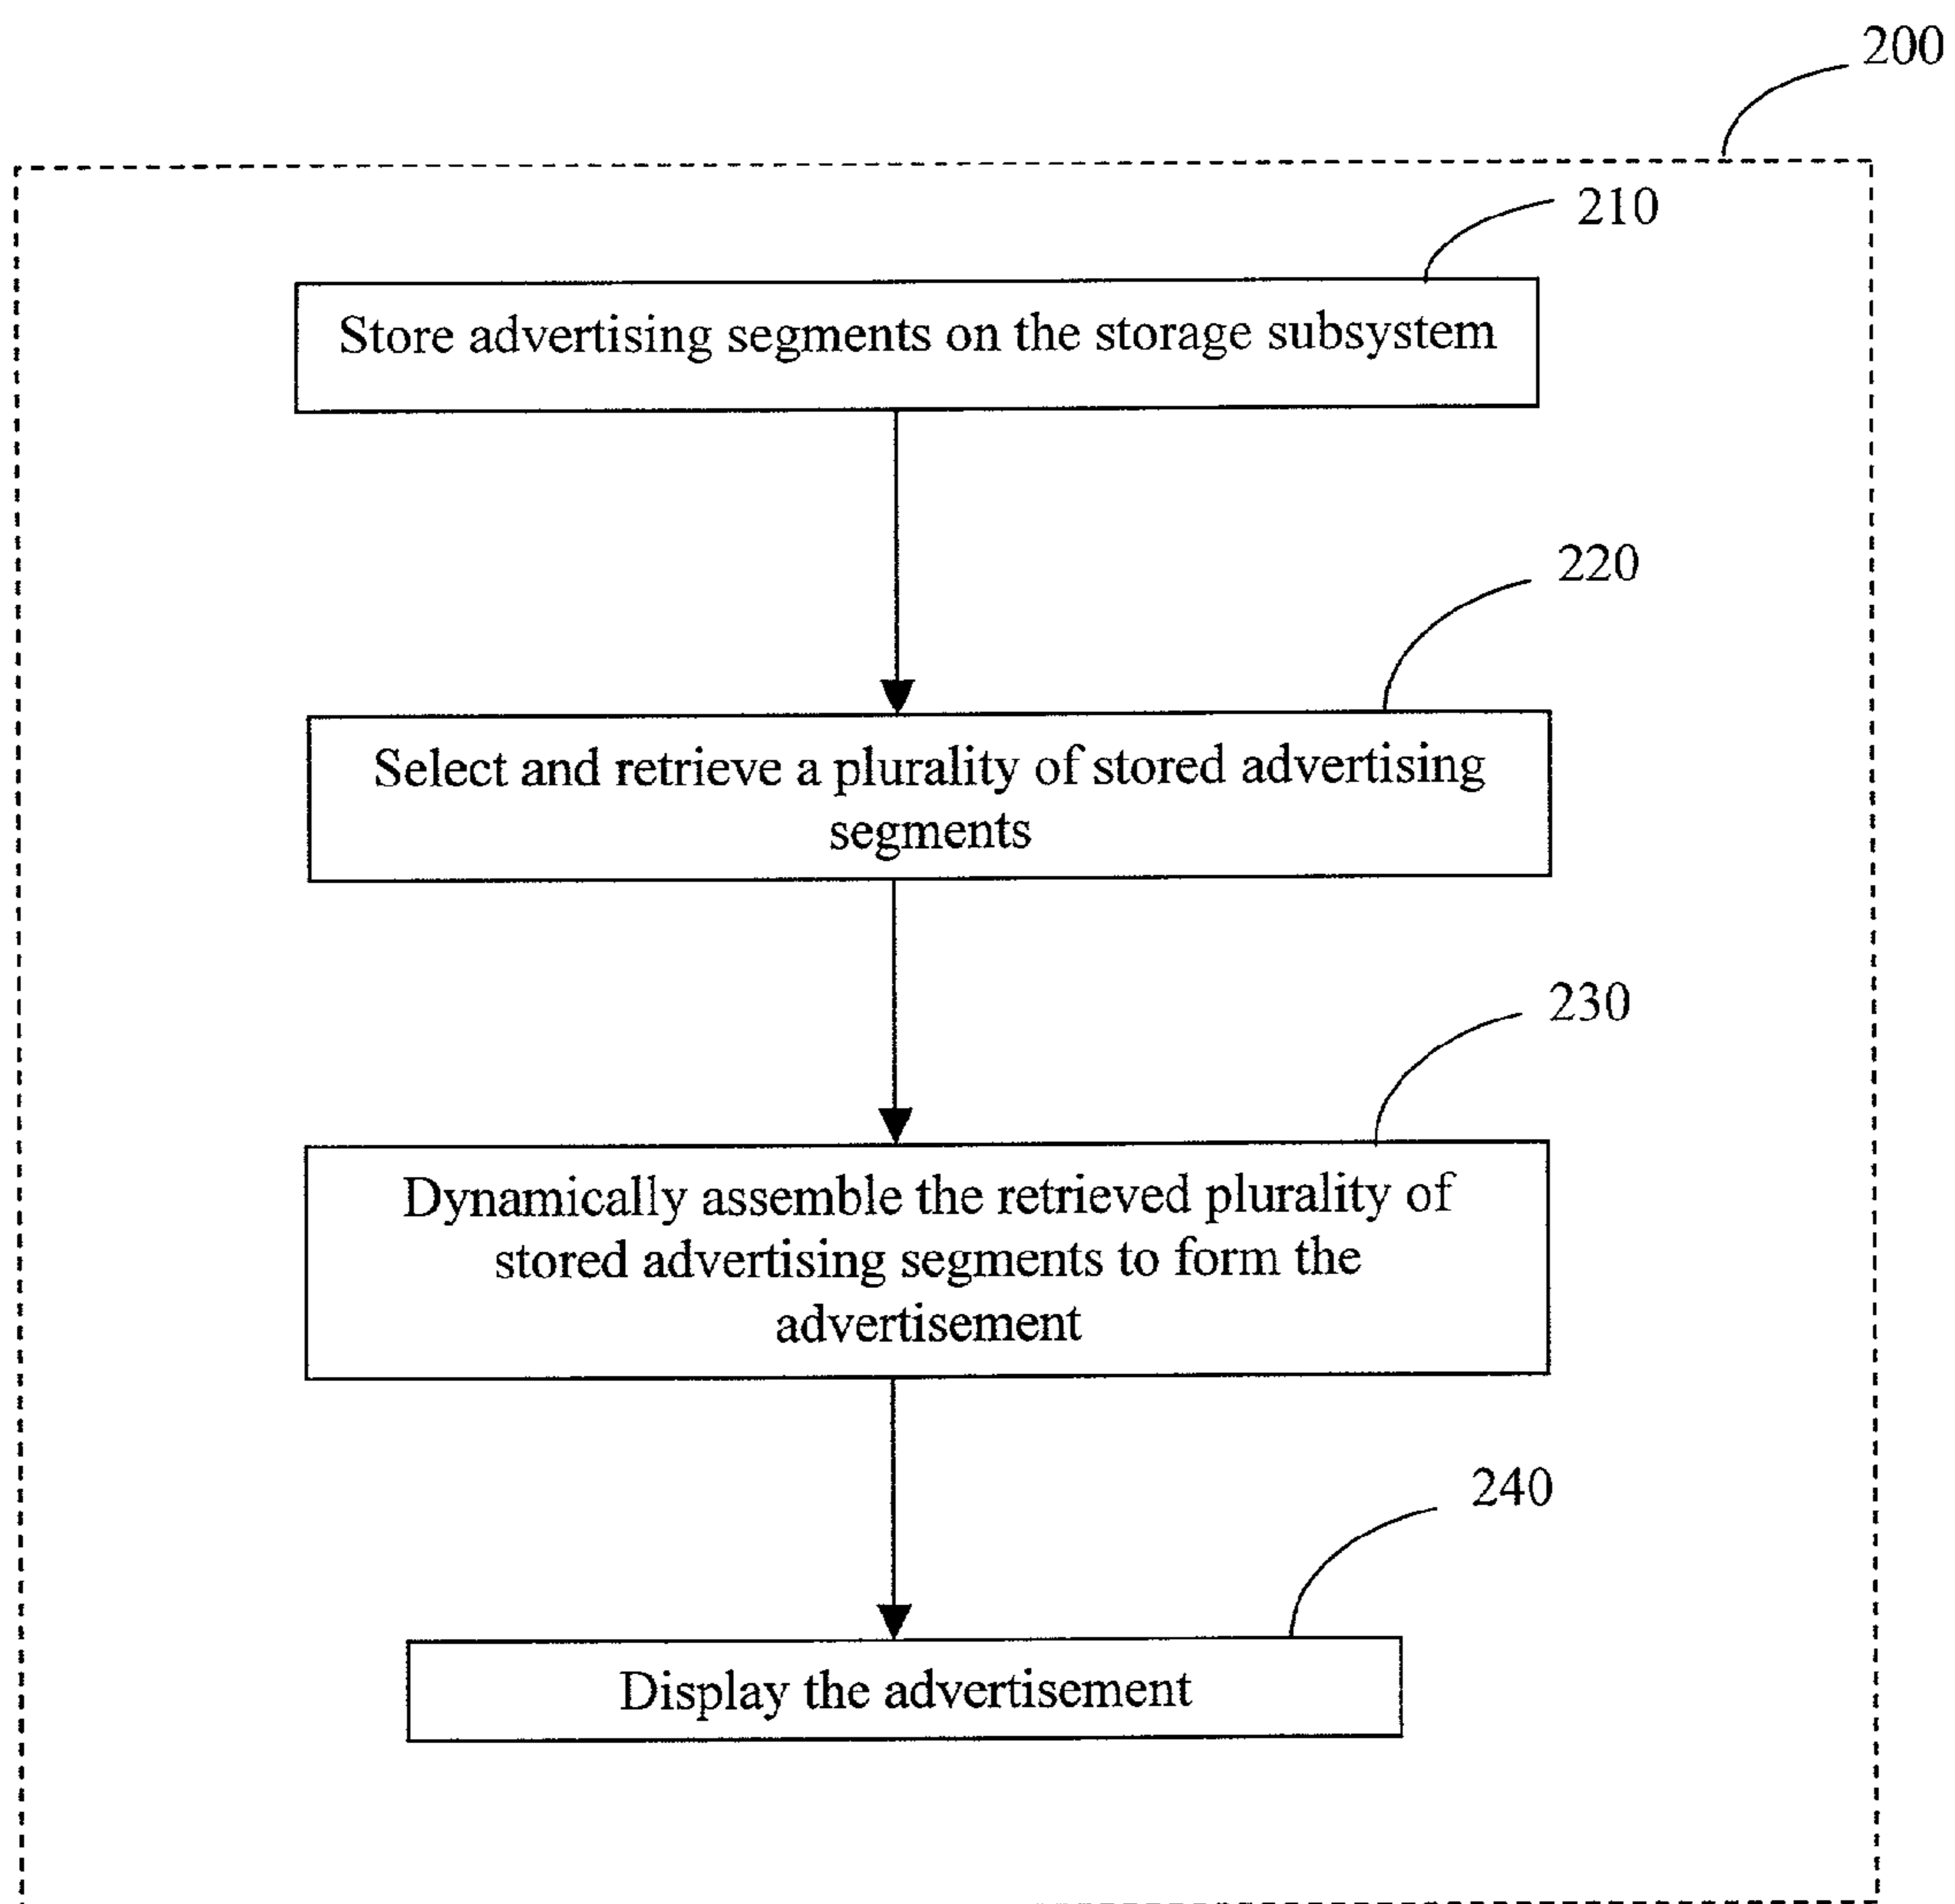 200
210
Store advertising segments on the storage subsystem
220
Select and retrieve a plurality of stored advertising
segments
230
Dynamically assemble the retrieved plurality of
stored advertising segments to form the
advertisement
240
Display the advertisement